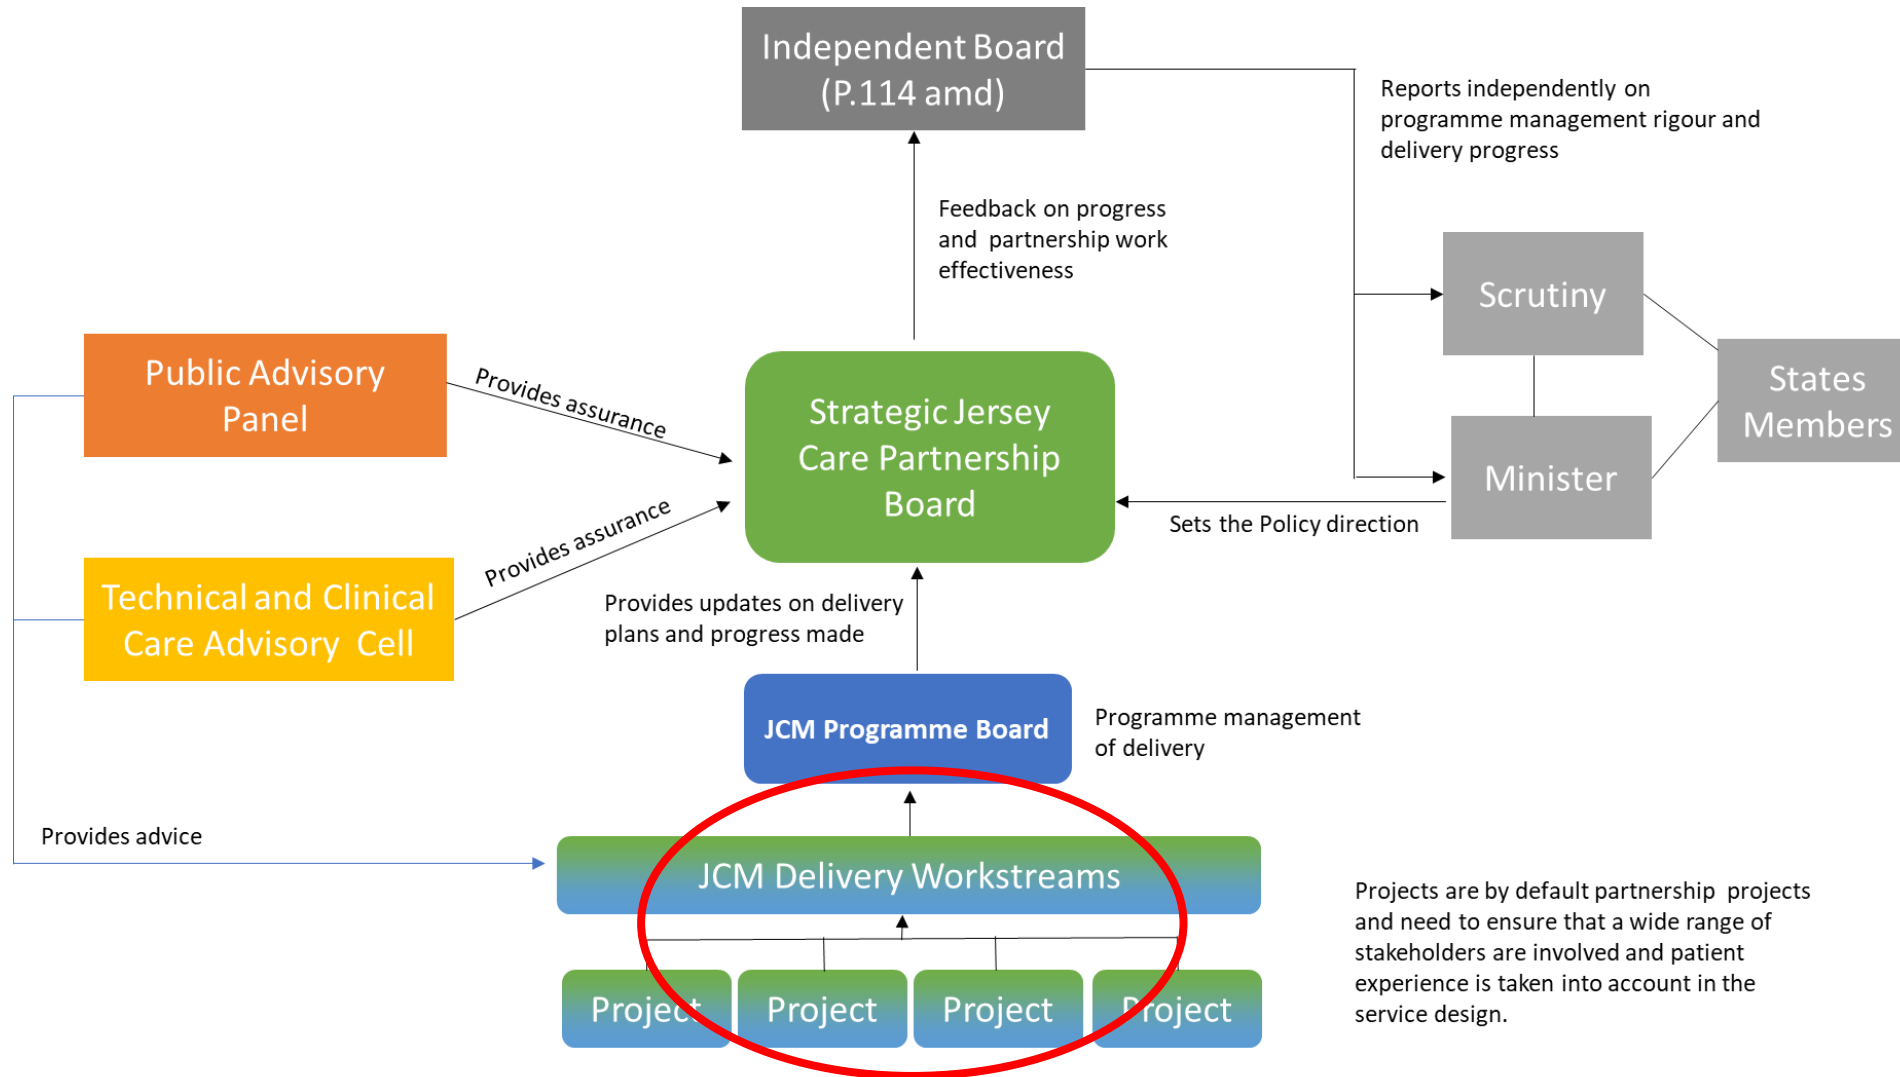 Independent Board
(P.114 amd)
Reports independently on
programme management rigour and
delivery progress
Feedback on progress
and partnership work
effectiveness
Scrutiny
States
Members
Minister
Sets the Policy direction
Public Advisory
Panel
Provides assurance
Strategic Jersey
Care Partnership
Board
Provides assurance
Technical and Clinical
Care Advisory Cell
Provides updates on delivery
plans and progress made
JCM Programme Board
Programme management
of delivery
Provides advice
JCM Delivery Workstreams
Project
Project
Project
Project
Projects are by default partnership projects
and need to ensure that a wide range of
stakeholders are involved and patient
experience is taken into account in the
service design.